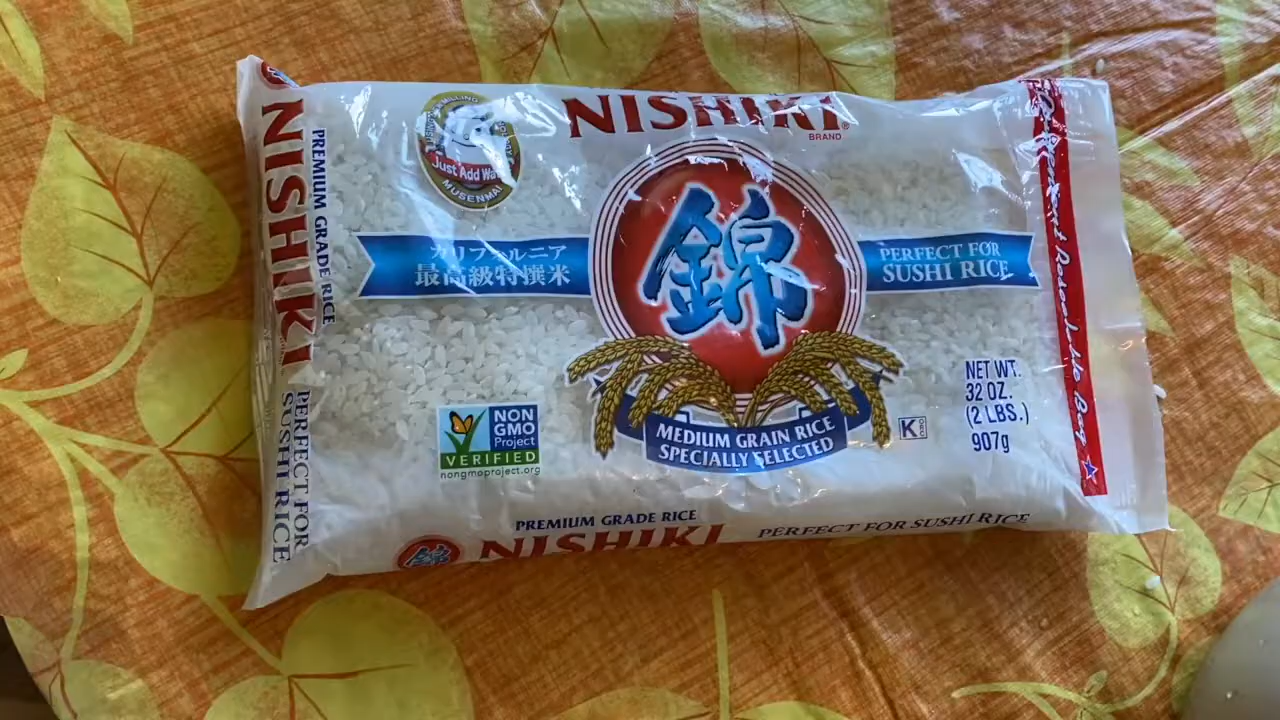 NISHIKI
PREMIUM GRADE RICE
PERFECT FOR
SUSHI RICE
Just Add
MUSENMAI
NISHIKI®
BRAND
カリフォルニア
最高級特撰米
錦
PERFECT FOR
SUSHI RICE
NON
GMO
Project
VERIFIED
nongmoproject.org
MEDIUM GRAIN RICE
SPECIALLY SELECTED
K
NET WT.
32 OZ.
(2 LBS.)
907g
Resealable Bag
錦
PREMIUM GRADE RICE
NISHIKI
PERFECT FOR SUSHI RICE